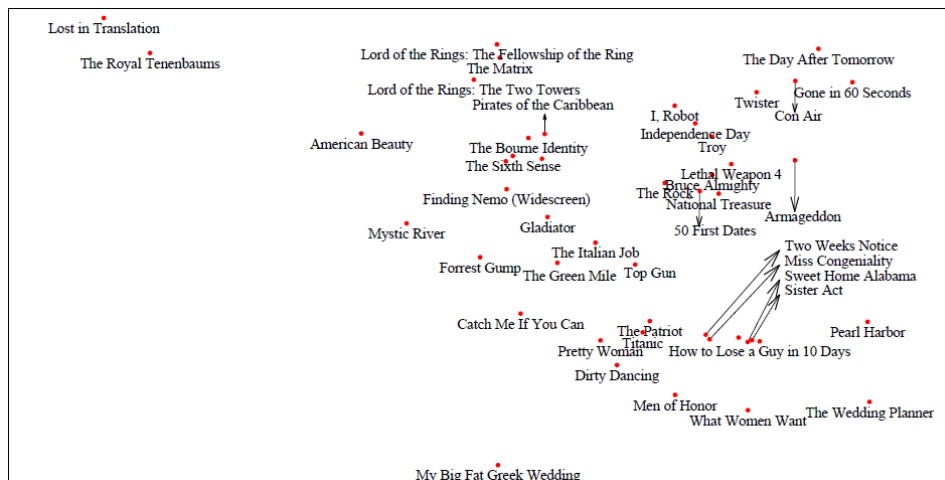 Lost in Translation
The Royal Tenenbaums
Lord of the Rings: The Fellowship of the Ring
The Matrix
Lord of the Rings: The Two Towers
Pirates of the Caribbean
The Day After Tomorrow
Gone in 60 Seconds
Twister
Con Air
I, Robot
Independence Day
Troy
American Beauty
The Bourne Identity
The Sixth Sense
Lethal Weapon 4
Bruce Almighty
The Rock
National Treasure
Finding Nemo (Widescreen)
Armageddon
Mystic River
Gladiator
50 First Dates
The Italian Job
Two Weeks Notice
Miss Congeniality
Sweet Home Alabama
Sister Act
Forrest Gump
The Green Mile
Top Gun
Catch Me If You Can
The Patriot
Titanic
Pearl Harbor
Pretty Woman
How to Lose a Guy in 10 Days
Dirty Dancing
Men of Honor
What Women Want
The Wedding Planner
My Big Fat Greek Wedding